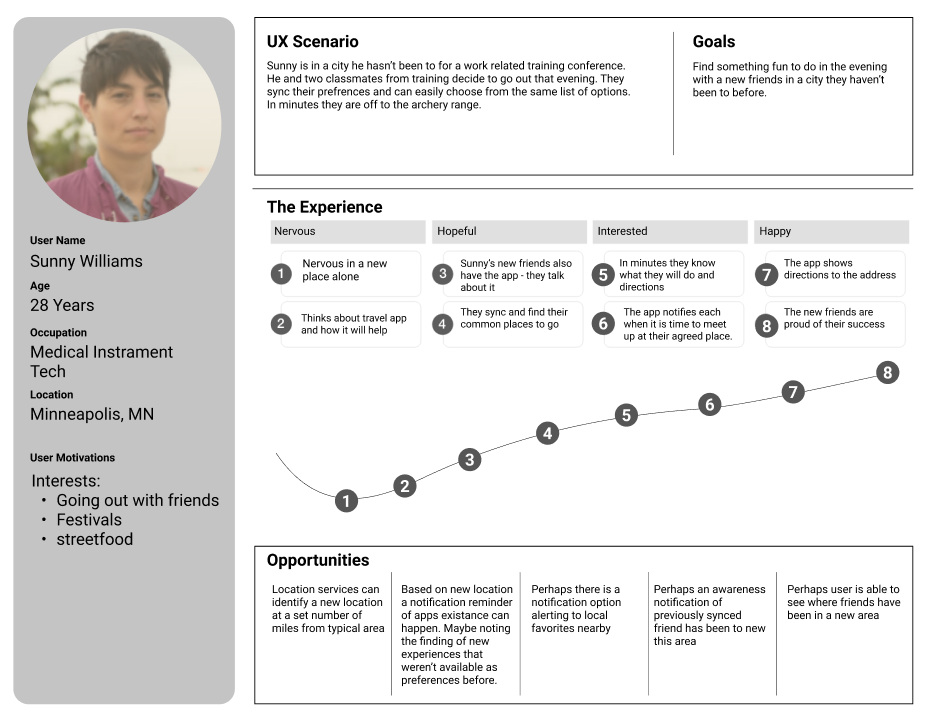 User Name
Sunny Williams
Age
28 Years
Occupation
Medical Instrament
Tech
Location
Minneapolis, MN
User Motivations
Interests:
• Going out with friends
• Festivals
• streetfood
UX Scenario
Sunny is in a city he hasn't been to for a work related training conference.
He and two classmates from training decide to go out that evening. They
sync their prefrences and can easily choose from the same list of options.
In minutes they are off to the archery range.
Goals
Find something fun to do in the evening
with a new friends in a city they haven't
been to before.
The Experience
Nervous
1
Nervous in a new
place alone
2
Thinks about travel app
and how it will help
Hopeful
3
Sunny's new friends also
have the app - they talk
about it
4
They sync and find their
common places to go
Interested
5
In minutes they know
what they will do and
directions
6
The app notifies each
when it is time to meet
up at their agreed place.
Happy
7
The app shows
directions to the address
8
The new friends are
proud of their success
1
2
3
4
5
6
7
8
Opportunities
Location services can
identify a new location
at a set number of
miles from typical area
Based on new location
a notification reminder
of apps existance can
happen. Maybe noting
the finding of new
experiences that
weren't available as
preferences before.
Perhaps there is a
notification option
alerting to local
favorites nearby
Perhaps an awareness
notification of
previously synced
friend has been to new
this area
Perhaps user is able to
see where friends have
been in a new area